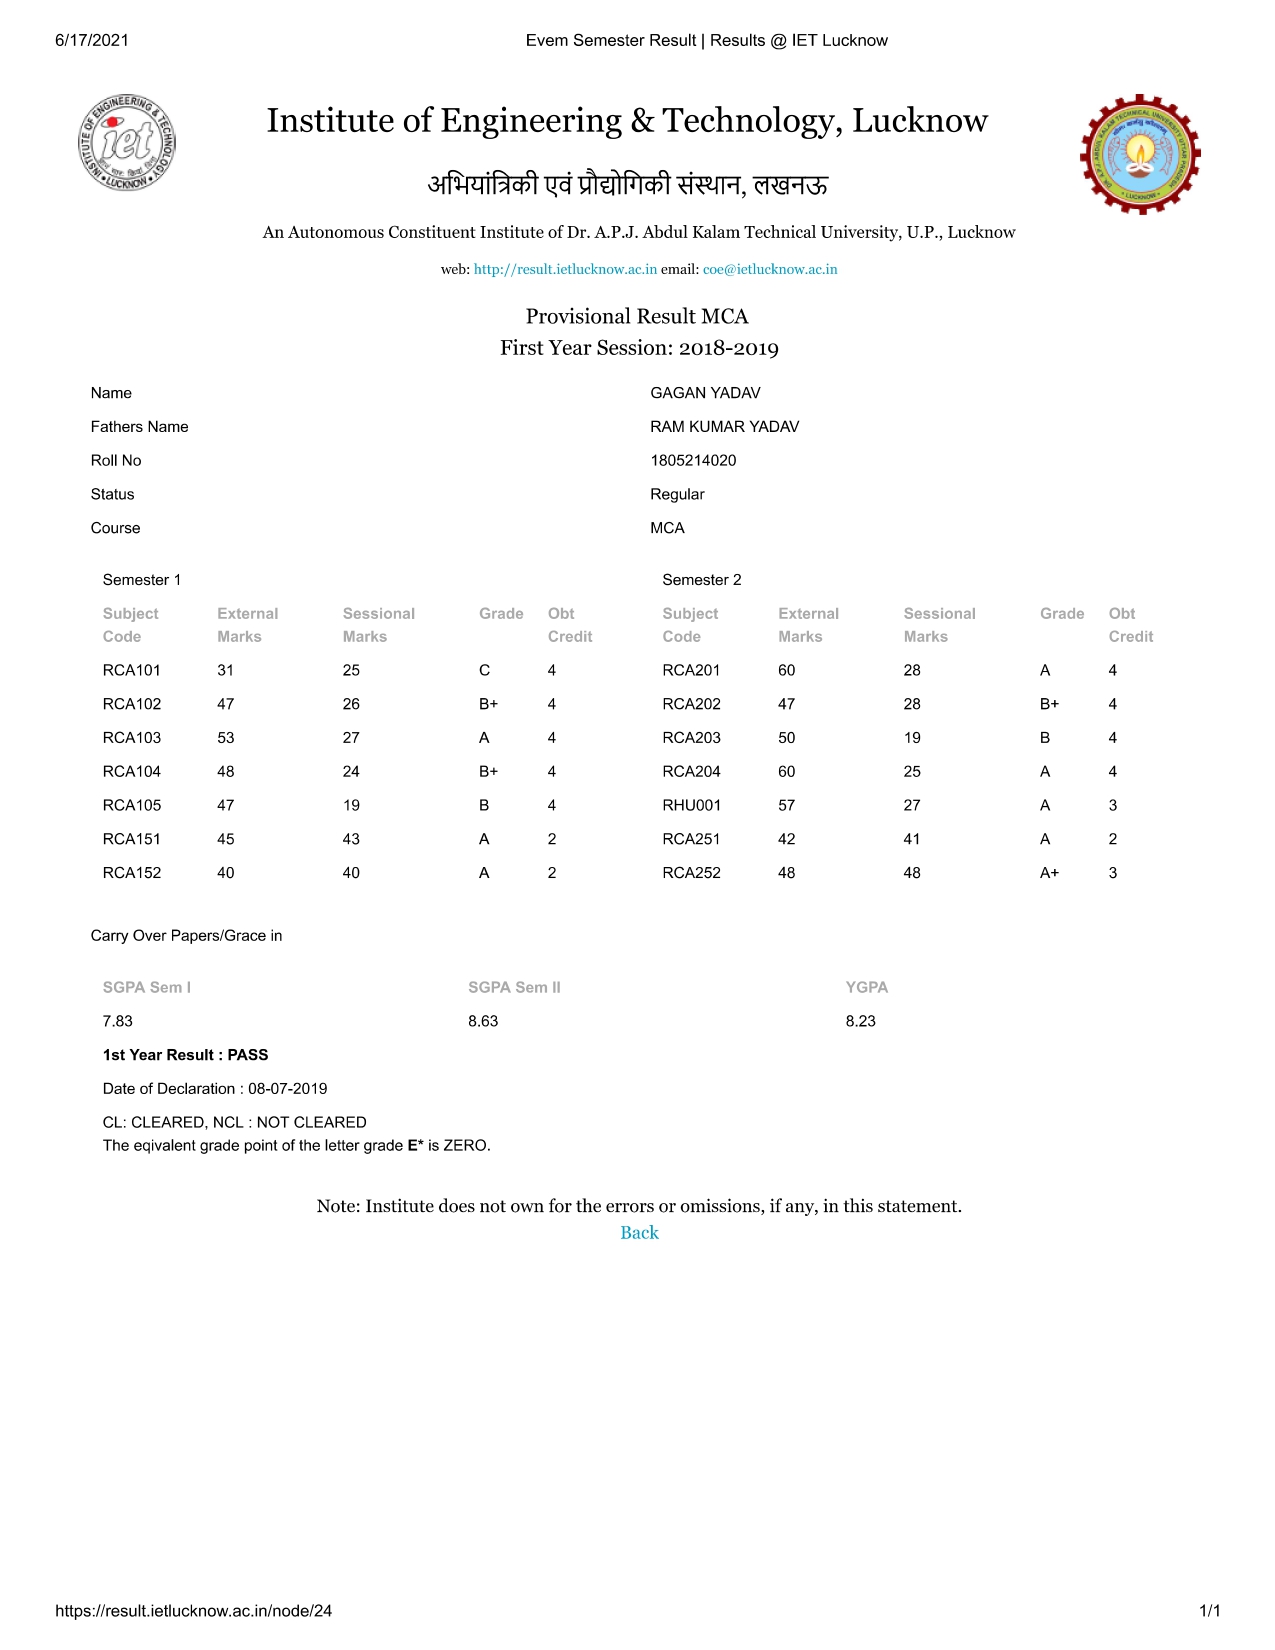 6/17/2021 Evem Semester Result | Results @ IET Lucknow
INSTITUTE OF ENGINEERING & TECHNOLOGY
iet
• LUCKNOW •
Institute of Engineering & Technology, Lucknow
अभियांत्रिकी एवं प्रौद्योगिकी संस्थान, लखनऊ
DR. A.P.J. ABDUL KALAM TECHNICAL UNIVERSITY UTTAR PRADESH
• LUCKNOW •
An Autonomous Constituent Institute of Dr. A.P.J. Abdul Kalam Technical University, U.P., Lucknow
web: http://result.ietlucknow.ac.in email: coe@ietlucknow.ac.in
Provisional Result MCA
First Year Session: 2018-2019
Name GAGAN YADAV
Fathers Name RAM KUMAR YADAV
Roll No 1805214020
Status Regular
Course MCA
Semester 1 Semester 2
Subject External Sessional Grade Obt Subject External Sessional Grade Obt
Code Marks Marks Credit Code Marks Marks Credit
RCA101 31 25 C 4 RCA201 60 28 A 4
RCA102 47 26 B+ 4 RCA202 47 28 B+ 4
RCA103 53 27 A 4 RCA203 50 19 B 4
RCA104 48 24 B+ 4 RCA204 60 25 A 4
RCA105 47 19 B 4 RHU001 57 27 A 3
RCA151 45 43 A 2 RCA251 42 41 A 2
RCA152 40 40 A 2 RCA252 48 48 A+ 3
Carry Over Papers/Grace in
SGPA Sem I SGPA Sem II YGPA
7.83 8.63 8.23
1st Year Result : PASS
Date of Declaration : 08-07-2019
CL: CLEARED, NCL : NOT CLEARED
The eqivalent grade point of the letter grade E* is ZERO.
Note: Institute does not own for the errors or omissions, if any, in this statement.
Back
https://result.ietlucknow.ac.in/node/24 1/1